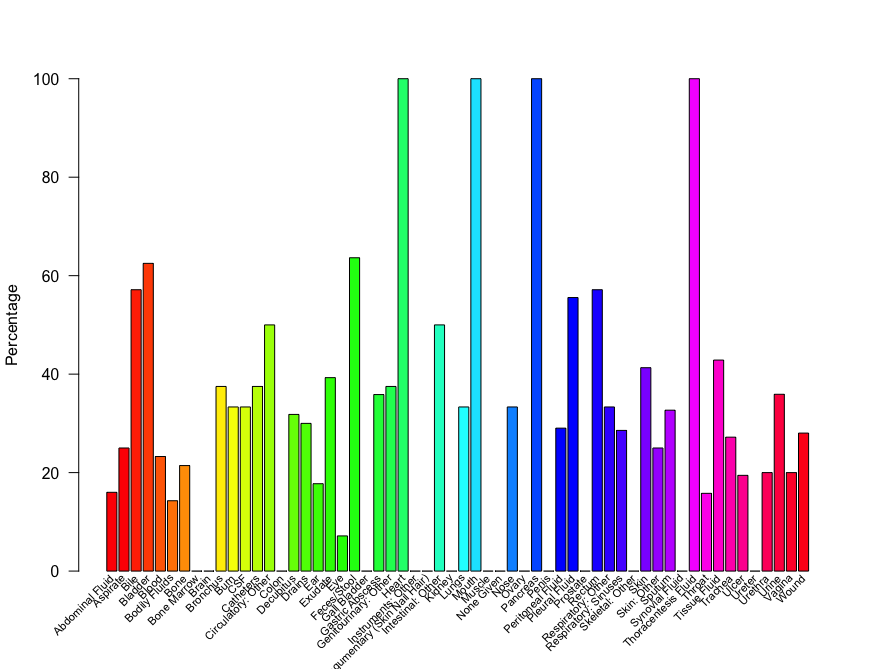 100
80
60
40
20
0
Percentage
Abdominal Fluid
Aspirate
Bile
Bladder
Blood
Bodily Fluids
Bone
Bone Marrow
Brain
Bronchus
Burn
CSF
Catheters
Circulatory: Other
Colon
Decubitus
Drains
Ear
Exudate
Eye
Feces/Stool
Gall Bladder
Gastric Abscess
Genitourinary: Other
Heart
Instruments: Other
gumentary (Skin Nail Hair)
Intestinal: Other
Kidney
Lungs
Mouth
Muscle
None Given
Nose
Ovary
Pancreas
Penis
Peritoneal Fluid
Pleural Fluid
Prostate
Rectum
Respiratory: Other
Respiratory: Sinuses
Skeletal: Other
Skin
Skin: Other
Sputum
Synovial Fluid
Thoracentesis Fluid
Throat
Tissue Fluid
Trachea
Ulcer
Ureter
Urethra
Urine
Vagina
Wound